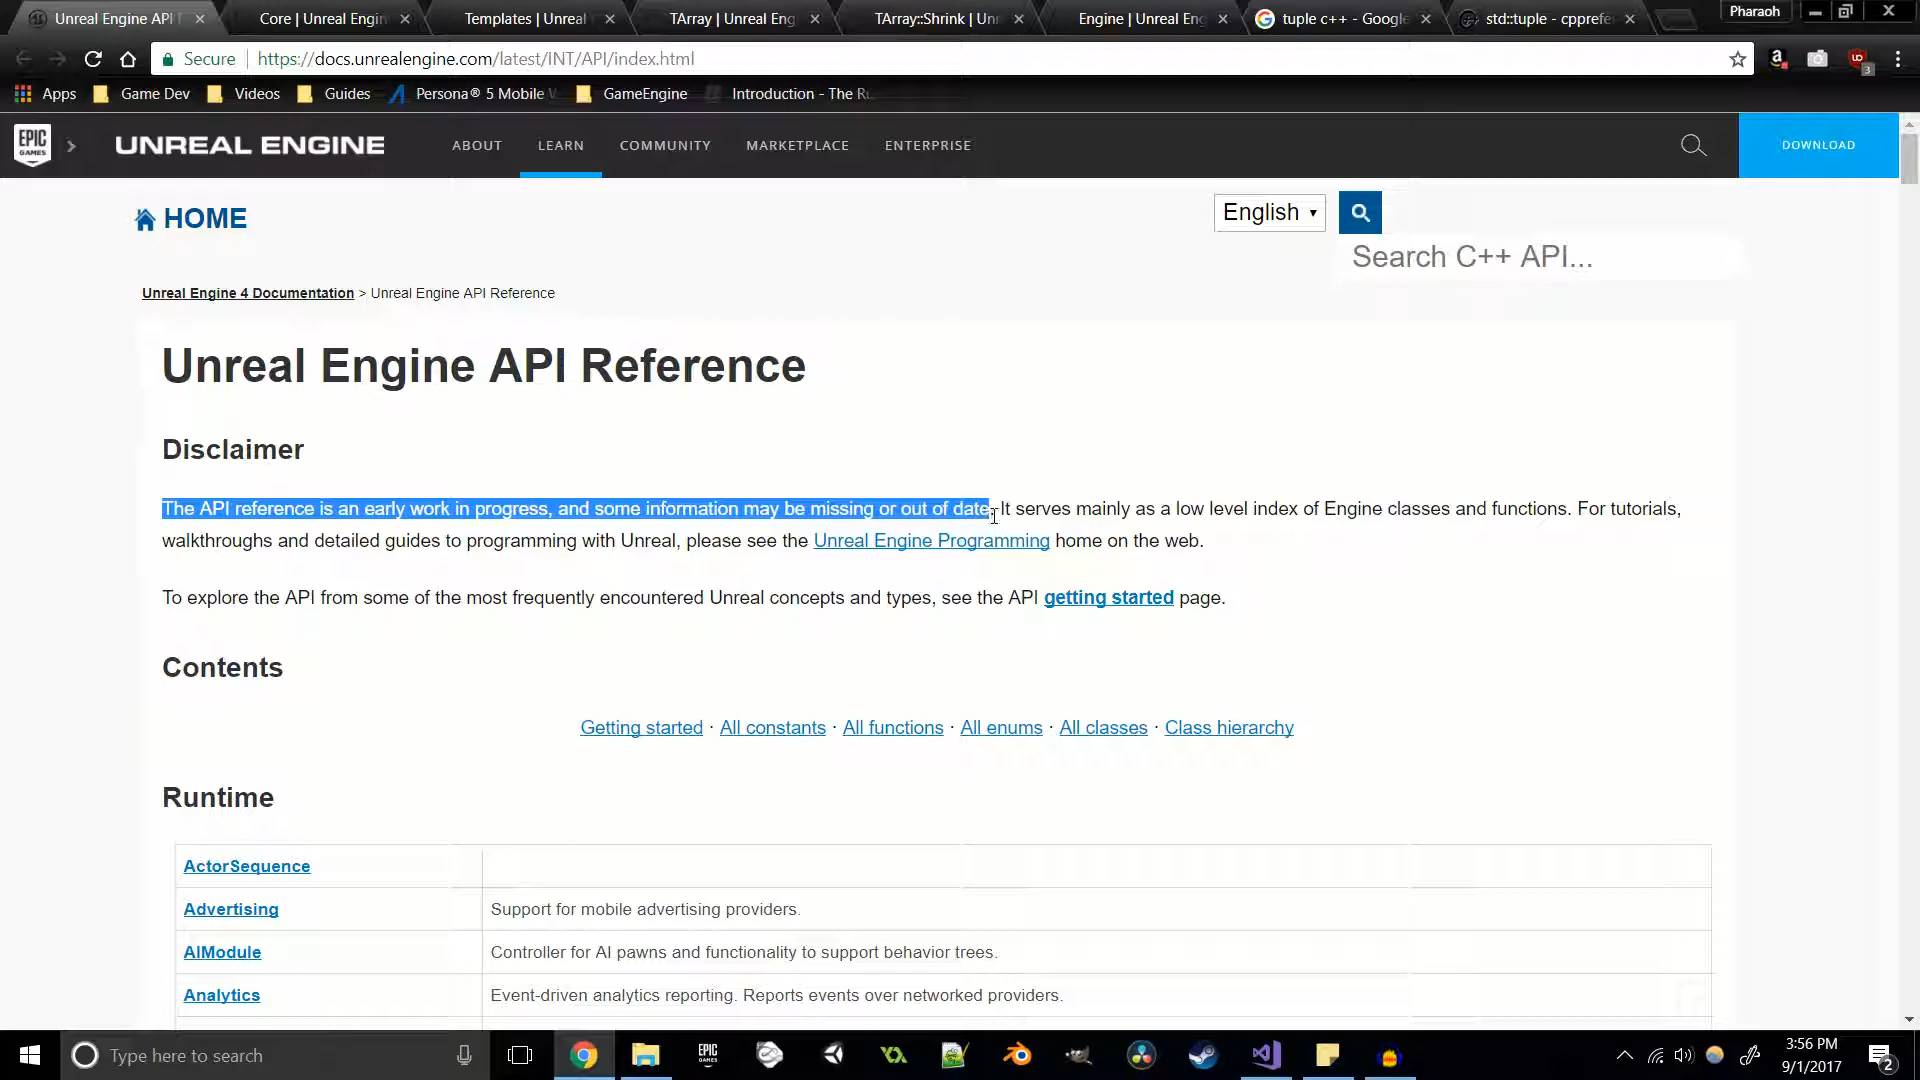 Unreal Engine API
Core | Unreal Engin
Templates | Unreal
TArray | Unreal Eng
TArray::Shrink | Un
Engine | Unreal Eng
tuple c++ - Google
std::tuple - cpprefe
Pharaoh
Secure
https://docs.unrealengine.com/latest/INT/API/index.html
3
Apps
Game Dev
Videos
Guides
Persona® 5 Mobile
GameEngine
Introduction - The Ru
EPIC GAMES
UNREAL ENGINE
ABOUT
LEARN
COMMUNITY
MARKETPLACE
ENTERPRISE
DOWNLOAD
HOME
English
Search C++ API...
Unreal Engine 4 Documentation > Unreal Engine API Reference
Unreal Engine API Reference
Disclaimer
The API reference is an early work in progress, and some information may be missing or out of date. It serves mainly as a low level index of Engine classes and functions. For tutorials,
walkthroughs and detailed guides to programming with Unreal, please see the Unreal Engine Programming home on the web.
To explore the API from some of the most frequently encountered Unreal concepts and types, see the API getting started page.
Contents
Getting started · All constants · All functions · All enums · All classes · Class hierarchy
Runtime
ActorSequence
Advertising Support for mobile advertising providers.
AIModule Controller for AI pawns and functionality to support behavior trees.
Analytics Event-driven analytics reporting. Reports events over networked providers.
Type here to search
EPIC GAMES
3:56 PM
9/1/2017
2